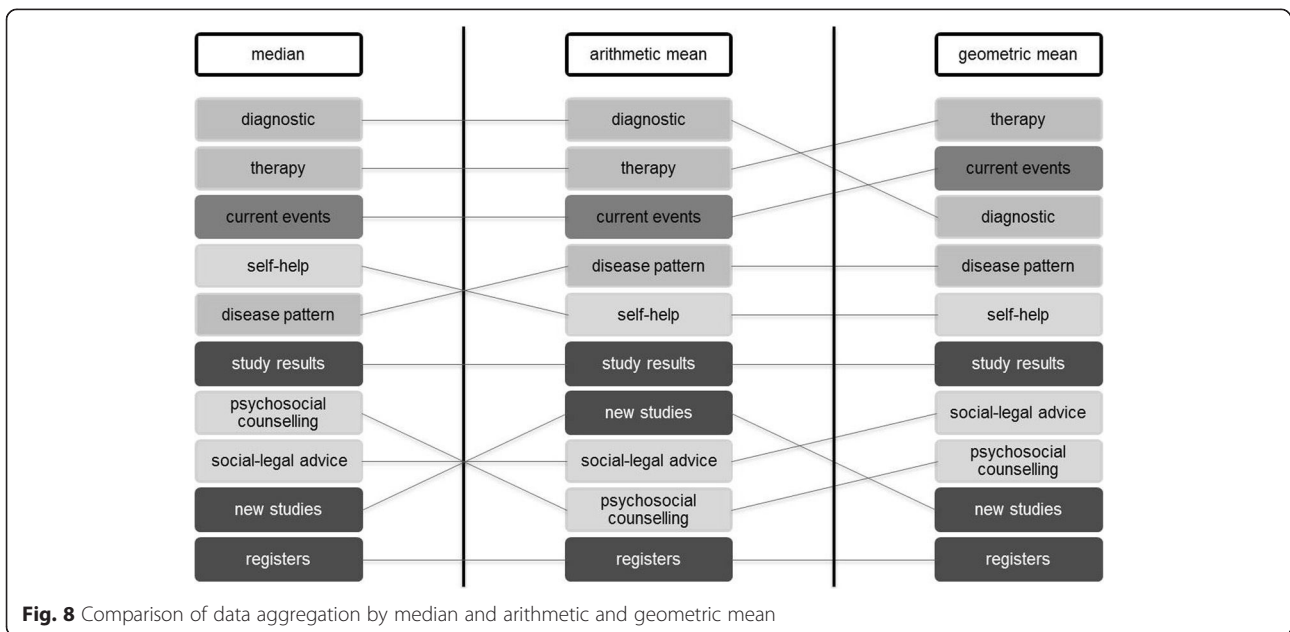 median
arithmetic mean
geometric mean
diagnostic
diagnostic
therapy
therapy
therapy
current events
current events
current events
diagnostic
self-help
disease pattern
disease pattern
disease pattern
self-help
self-help
study results
study results
study results
psychosocial
counselling
new studies
social-legal advice
social-legal advice
social-legal advice
psychosocial
counselling
new studies
psychosocial
counselling
new studies
registers
registers
registers
Fig. 8 Comparison of data aggregation by median and arithmetic and geometric mean